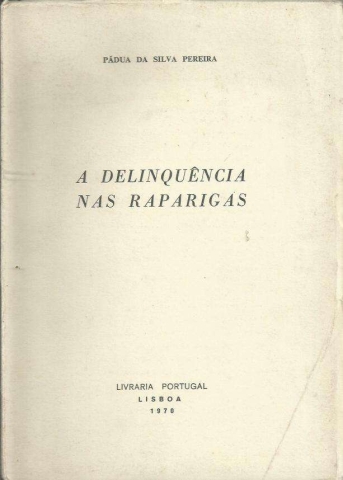 PÁDUA DA SILVA PEREIRA
A DELINQUÊNCIA
NAS RAPARIGAS
LIVRARIA PORTUGAL
LISBOA
1970